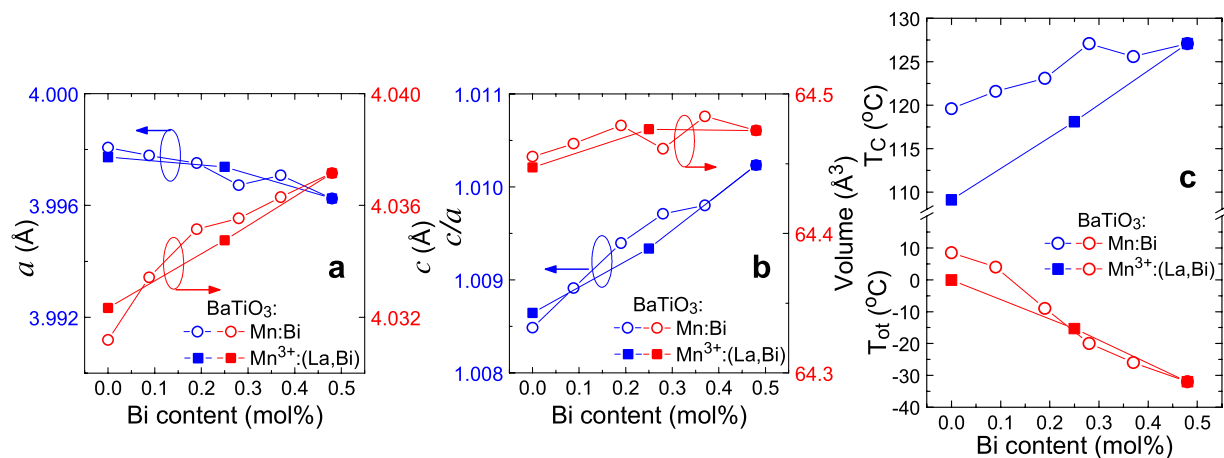 4.000
3.996
3.992
a (Å)
4.040
4.036
4.032
c (Å)
a
BaTiO3:
Mn:Bi
Mn3+:(La,Bi)
0.0 0.1 0.2 0.3 0.4 0.5
Bi content (mol%)
1.011
1.010
1.009
1.008
c/a
64.5
64.4
64.3
Volume (Å3)
b
BaTiO3:
Mn:Bi
Mn3+:(La,Bi)
0.0 0.1 0.2 0.3 0.4 0.5
Bi content (mol%)
130
125
120
115
110
TC (oC)
c
BaTiO3:
Mn:Bi
Mn3+:(La,Bi)
10
0
-10
-20
-30
-40
Tot (oC)
0.0 0.1 0.2 0.3 0.4 0.5
Bi content (mol%)